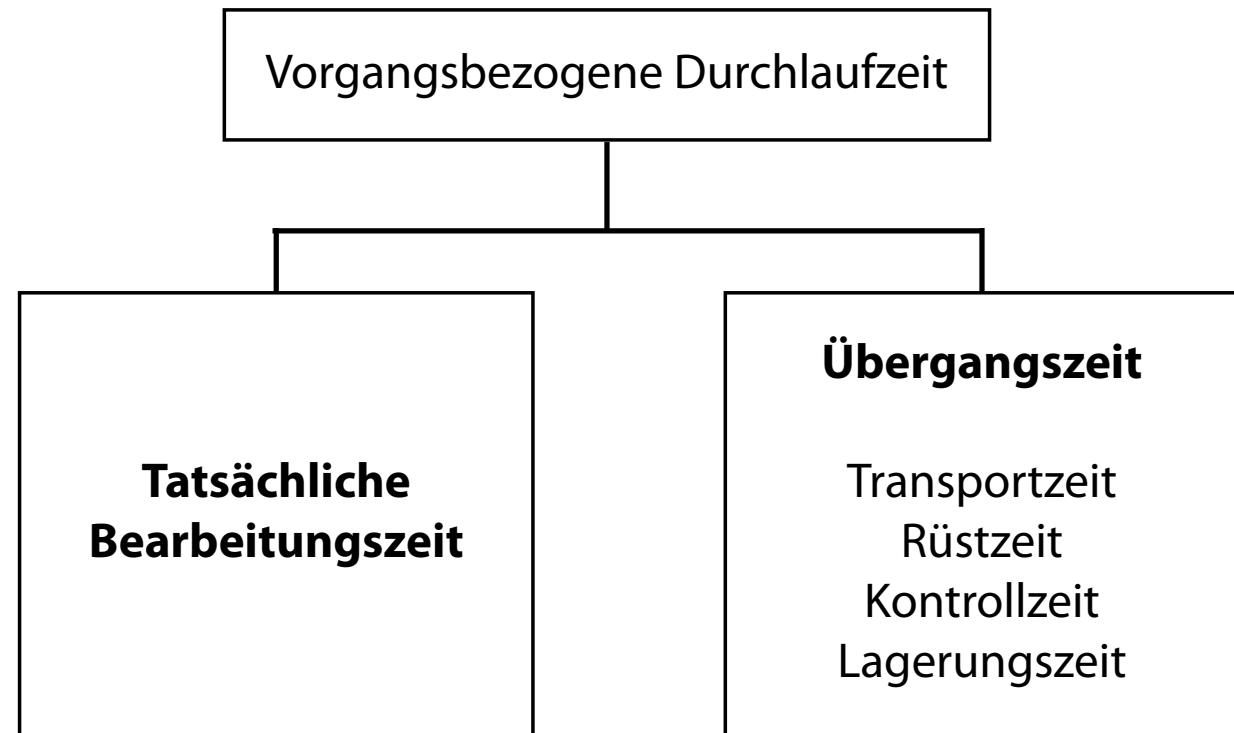 Vorgangsbezogene Durchlaufzeit
Tatsächliche
Bearbeitungszeit
Übergangszeit
Transportzeit
Rüstzeit
Kontrollzeit
Lagerungszeit